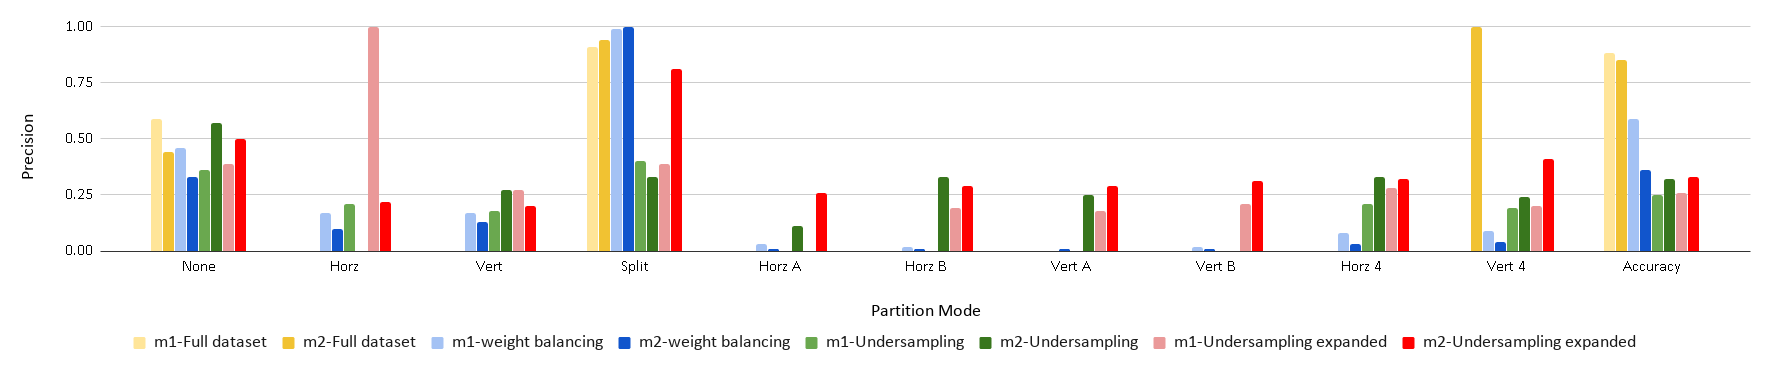 1.00
0.75
0.50
0.25
0.00
Precision
None Horz Vert Split Horz A Horz B Vert A Vert B Horz 4 Vert 4 Accuracy
Partition Mode
m1-Full dataset m2-Full dataset m1-weight balancing m2-weight balancing m1-Undersampling m2-Undersampling m1-Undersampling expanded m2-Undersampling expanded